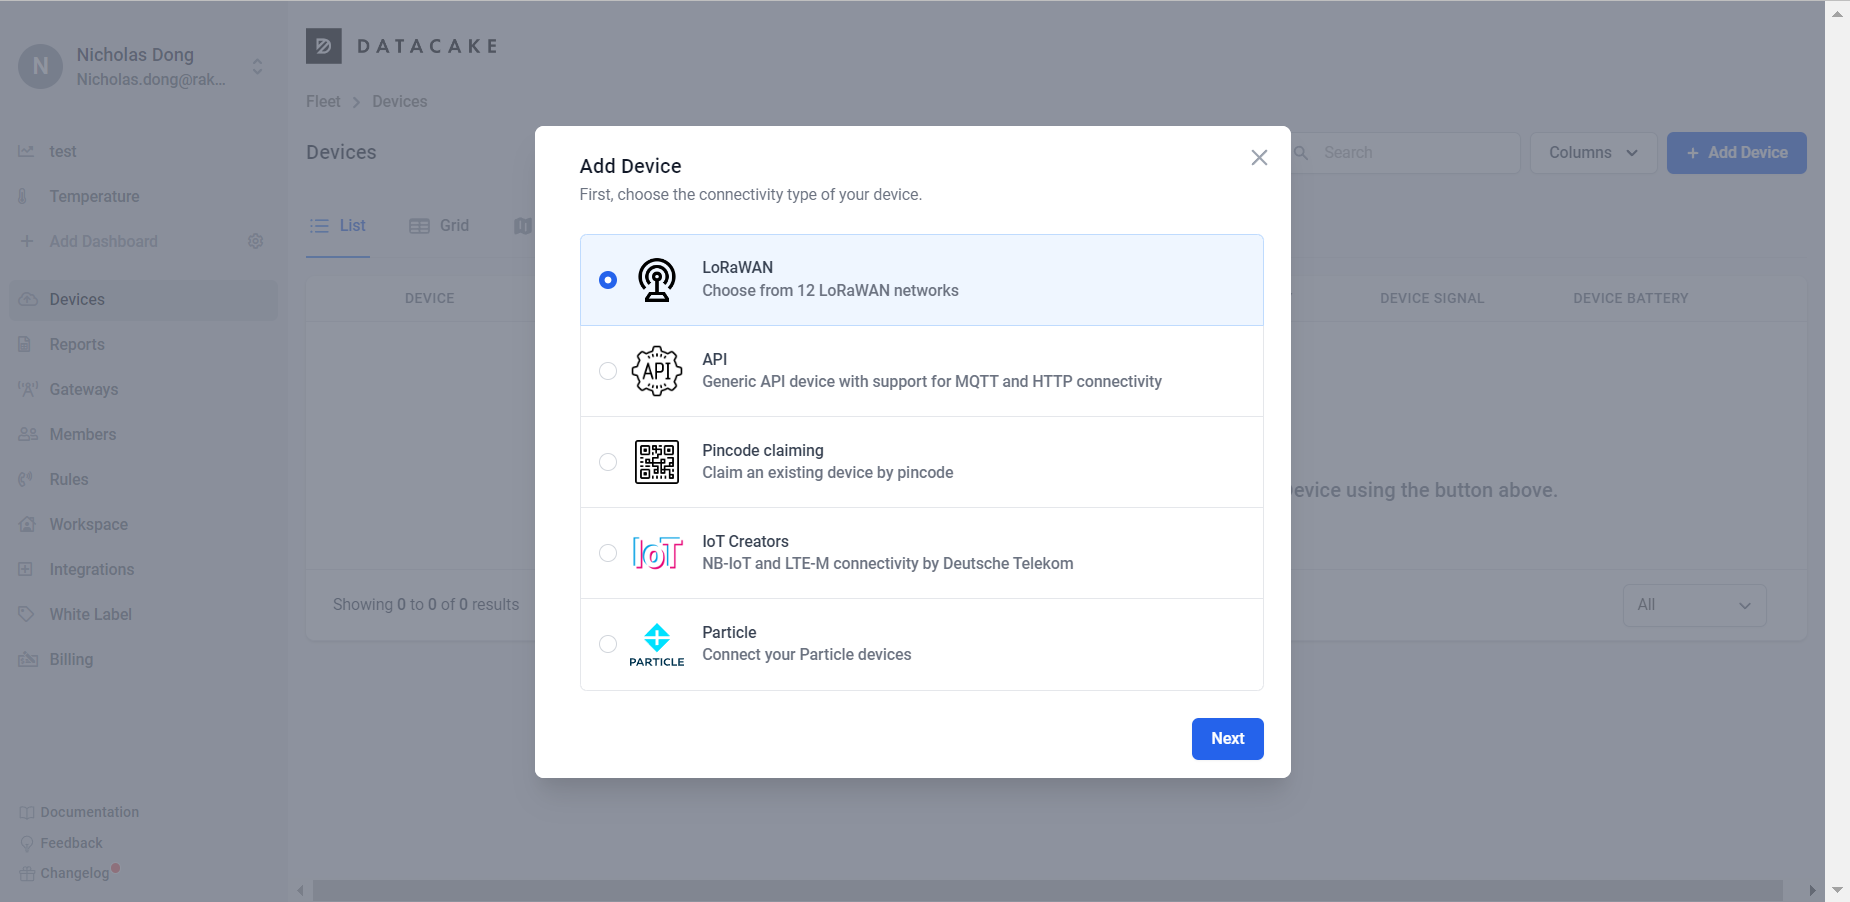 N
Nicholas Dong
Nicholas.dong@rak...
test
Temperature
Add Dashboard
Devices
Reports
Gateways
Members
Rules
Workspace
Integrations
White Label
Billing
Documentation
Feedback
Changelog
DATACAKE
Fleet > Devices
Devices
Search
Columns
+ Add Device
List
Grid
DEVICE
DEVICE SIGNAL
DEVICE BATTERY
Device using the button above.
Showing 0 to 0 of 0 results
All
Add Device
First, choose the connectivity type of your device.
LoRaWAN
Choose from 12 LoRaWAN networks
API
API
Generic API device with support for MQTT and HTTP connectivity
Pincode claiming
Claim an existing device by pincode
IoT
IoT Creators
NB-IoT and LTE-M connectivity by Deutsche Telekom
PARTICLE
Particle
Connect your Particle devices
Next